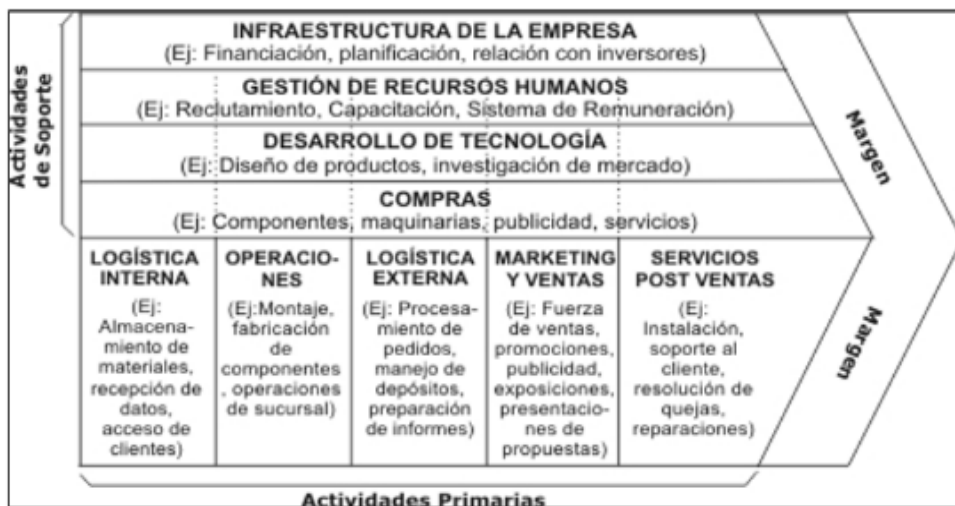 Actividades
de Soporte
INFRAESTRUCTURA DE LA EMPRESA
(Ej: Financiación, planificación, relación con inversores)
GESTIÓN DE RECURSOS HUMANOS
(Ej: Reclutamiento, Capacitación, Sistema de Remuneración)
DESARROLLO DE TECNOLOGÍA
(Ej: Diseño de productos, investigación de mercado)
COMPRAS
(Ej: Componentes, maquinarias, publicidad, servicios)
LOGÍSTICA
INTERNA
(Ej:
Almacena-
miento de
materiales,
recepción de
datos,
acceso de
clientes)
OPERACIO-
NES
(Ej:Montaje,
fabricación
de
componentes
, operaciones
de sucursal)
LOGÍSTICA
EXTERNA
(Ej: Procesa-
miento de
pedidos,
manejo de
depósitos,
preparación
de informes)
MARKETING
Y VENTAS
(Ej: Fuerza
de ventas,
promociones,
publicidad,
exposiciones,
presentacio-
nes de
propuestas)
SERVICIOS
POST VENTAS
(Ej:
Instalación,
soporte al
cliente,
resolución de
quejas,
reparaciones)
Margen
Margen
Actividades Primarias